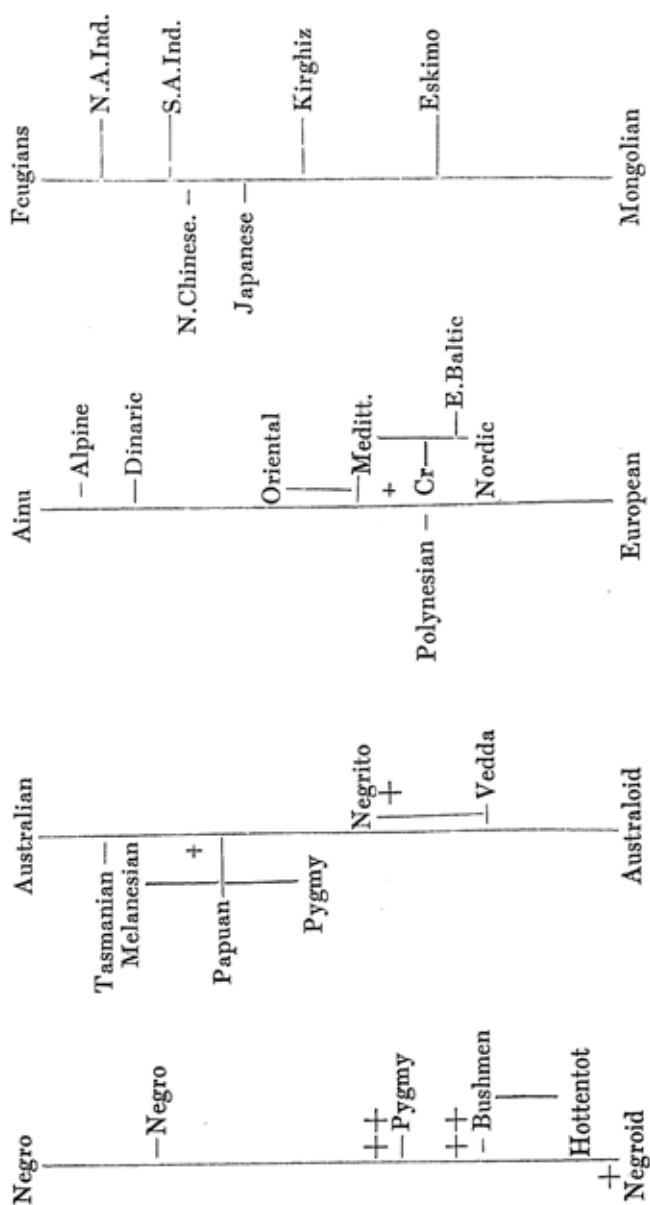 Negro
Negro
++
Pygmy
++
Bushmen
Hottentot
+
Negroid
Australian
Tasmanian
Melanesian
+
Papuan
Pygmy
Negrito
+
Vedda
Australoid
Ainu
Alpine
Dinaric
Oriental
Meditt.
+
Cr
Polynesian
E.Baltic
Nordic
European
Feugians
N.A.Ind.
S.A.Ind.
N.Chinese.
Japanese
Kirghiz
Eskimo
Mongolian